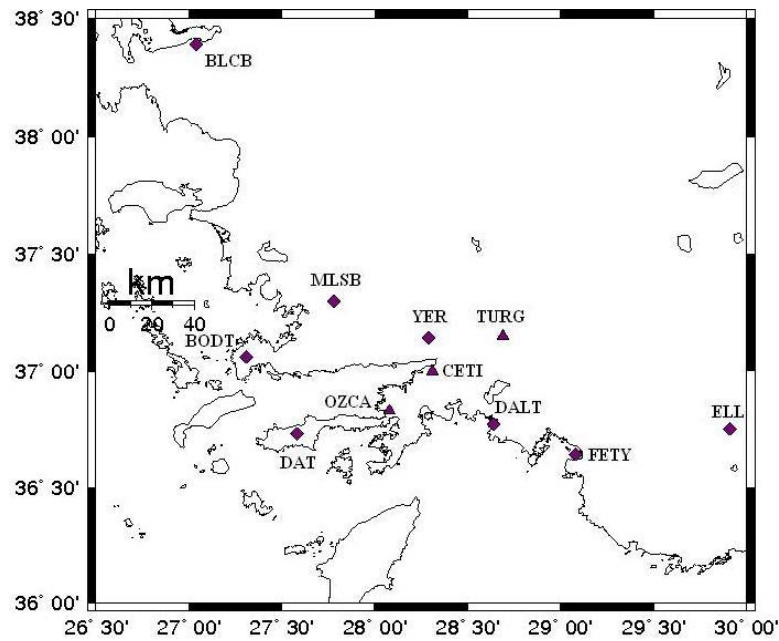 38° 30'
BLCB
38° 00'
37° 30'
km
0 20 40
MLSB
YER TURG
BODT
37° 00'
CETI
OZCA
DALT
ELL
DAT
FETY
36° 30'
36° 00'
26° 30' 27° 00' 27° 30' 28° 00' 28° 30' 29° 00' 29° 30' 30° 00'